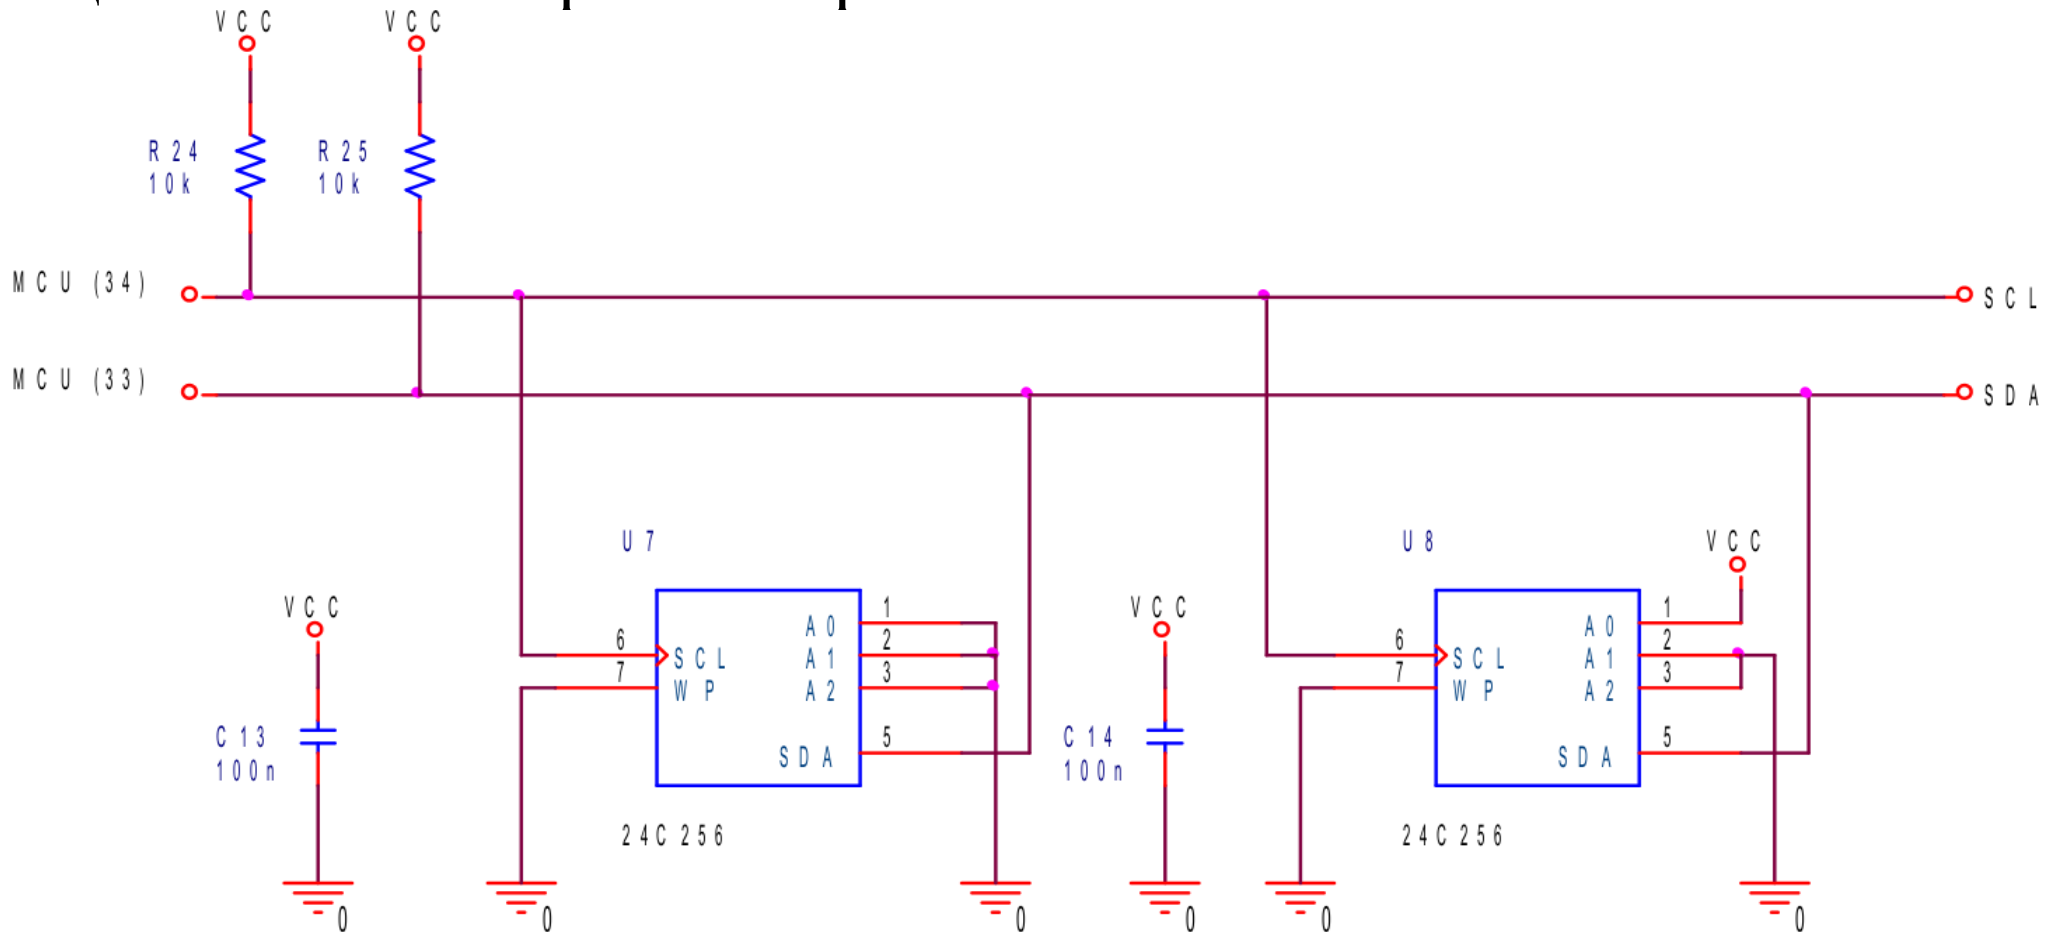 VCC VCC
R24 R25
10k 10k
MCU (34) SCL
MCU (33) SDA
U7 U8
VCC
VCC VCC
1 1
A0 A0
6 2 6 2
SCL A1 SCL A1
7 3 7 3
WP A2 WP A2
C13 5 C14 5
100n SDA 100n SDA
24C256 24C256
0 0 0 0 0 0